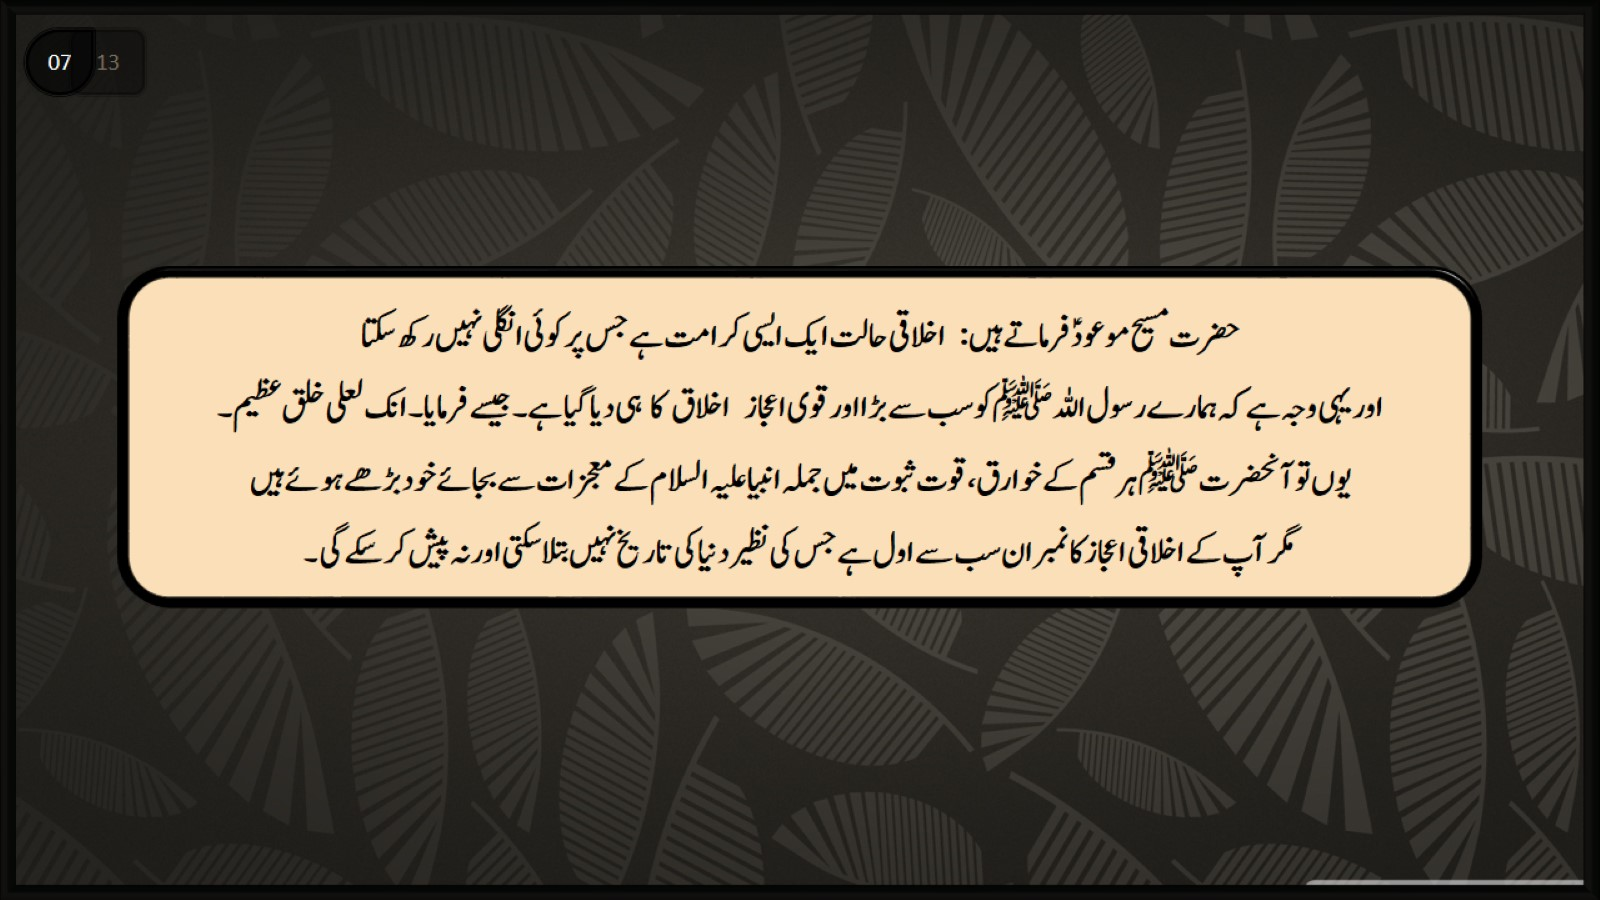 07 13
حضرت مسیح موعودؑ فرماتے ہیں: اخلاقی حالت ایک ایسی کرامت ہے جس پر کوئی انگلی نہیں رکھ سکتا
اور یہی وجہ ہے کہ ہمارے رسول اللہ ﷺ کو سب سے بڑا اور قوی اعجاز اخلاق کا ہی دیا گیا ہے۔ جیسے فرمایا۔ انک لعلی خلق عظیم۔
یوں تو آنحضرت ﷺ ہر قسم کے خوارق، قوت ثبوت میں جملہ انبیا علیہ السلام کے معجزات سے بجائے خود بڑھے ہوئے ہیں
مگر آپ کے اخلاقی اعجاز کا نمبر ان سب سے اول ہے جس کی نظیر دنیا کی تاریخ نہیں بتلا سکتی اور نہ پیش کر سکے گی۔